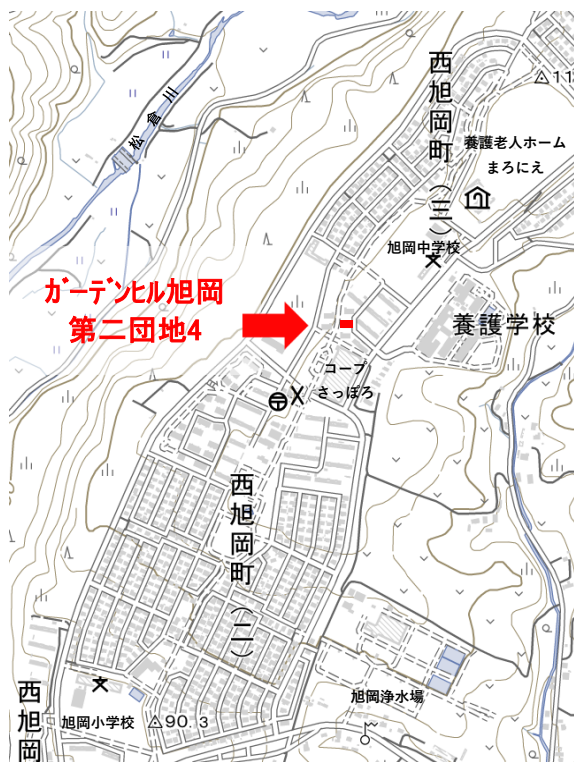 松倉川
西旭岡町(三)
△11
養護老人ホーム
まろにえ
旭岡中学校
ガーデンヒル旭岡
第二団地4
養護学校
コープ
さっぽろ
西旭岡町(二)
旭岡浄水場
旭岡小学校
△90.3
西旭岡